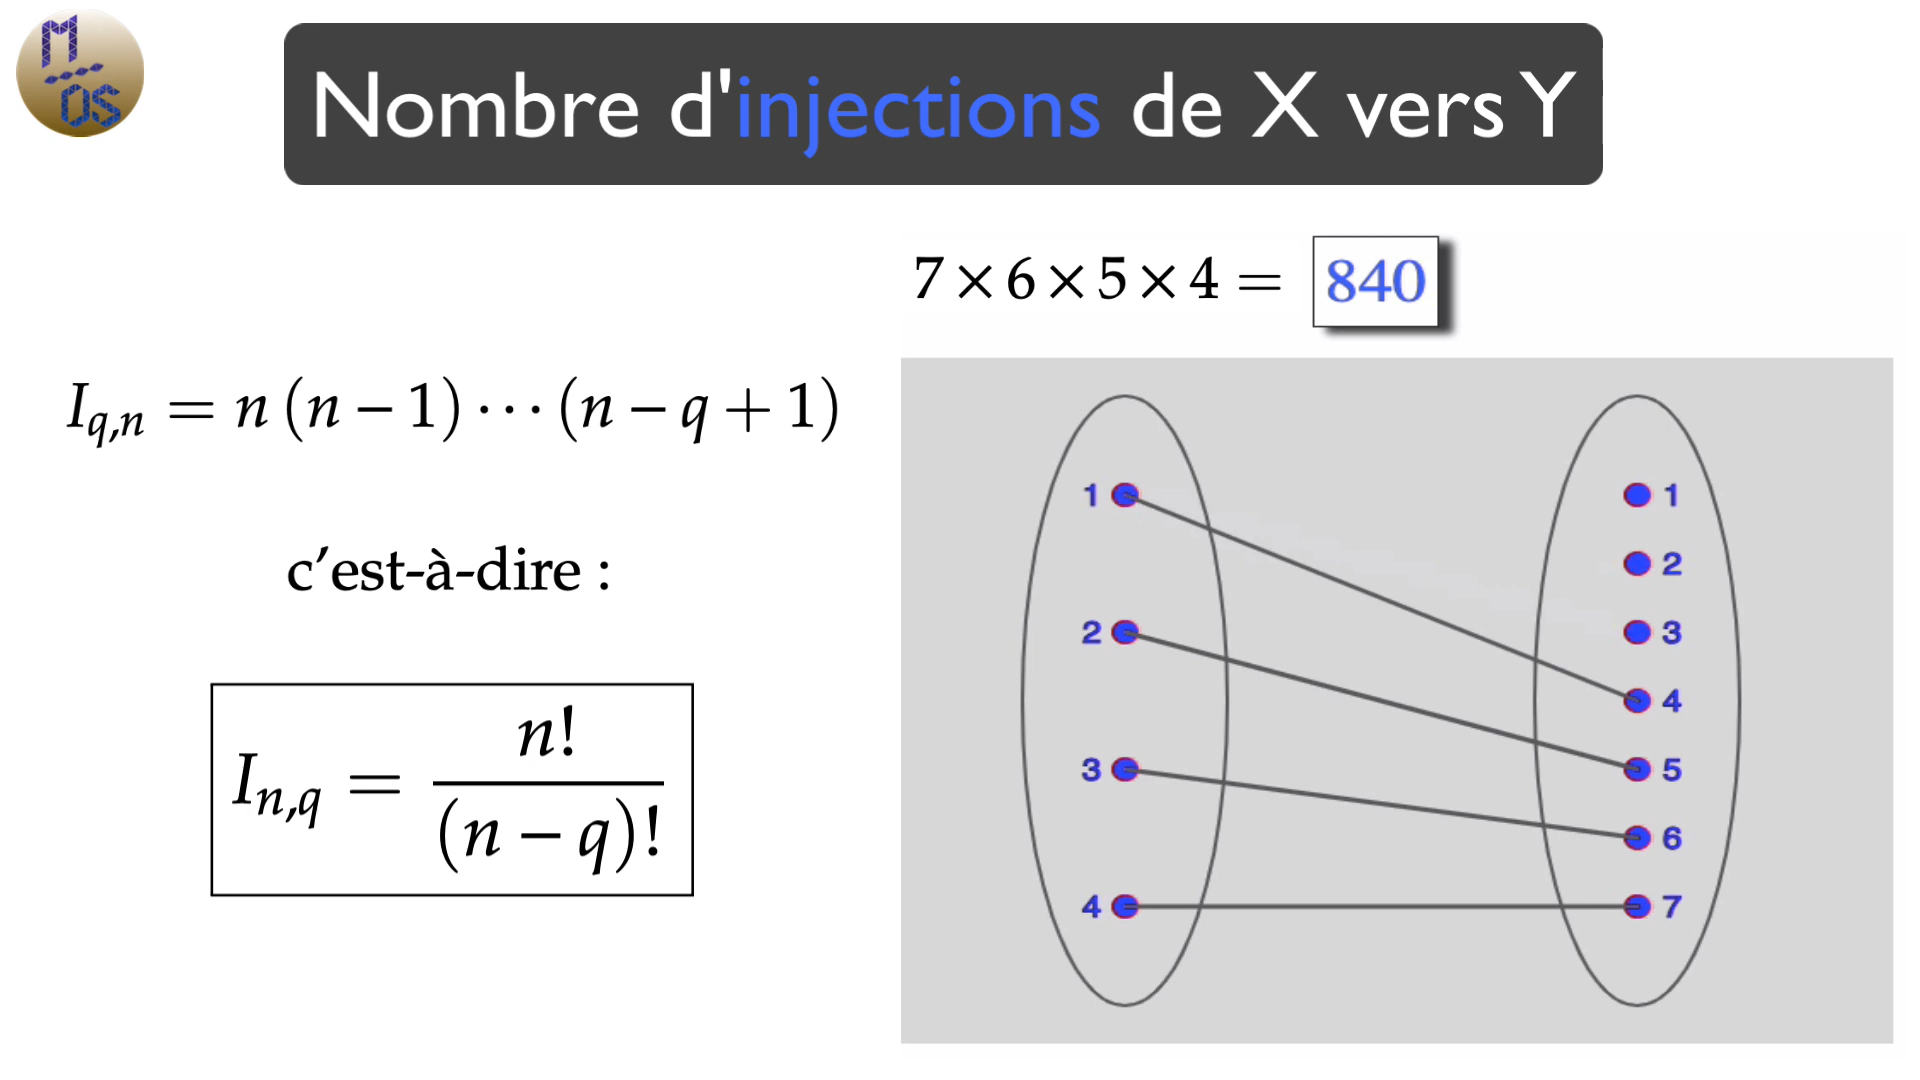 M
OS
Nombre d'injections de X vers Y
7 × 6 × 5 × 4 = 840
I_{q,n} = n (n − 1) ⋯ (n − q + 1)
c’est-à-dire :
I_{n,q} = n! / (n − q)!
1
2
3
4
1
2
3
4
5
6
7